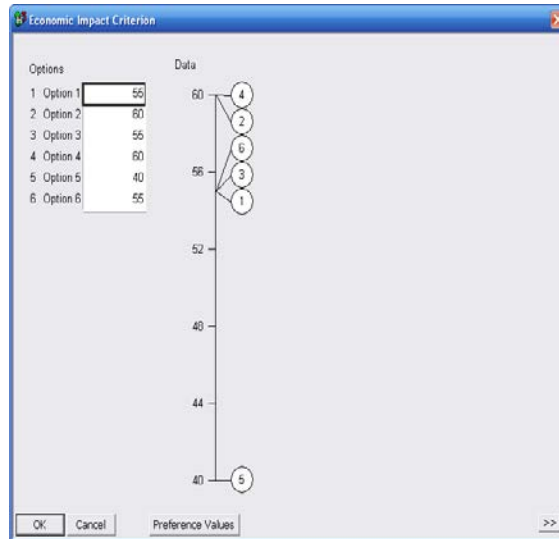 Economic Impact Criterion
Options
1 Option 1 55
2 Option 2 60
3 Option 3 55
4 Option 4 60
5 Option 5 40
6 Option 6 55
Data
60
4
2
6
56
3
1
52
48
44
40
5
OK
Cancel
Preference Values
>>